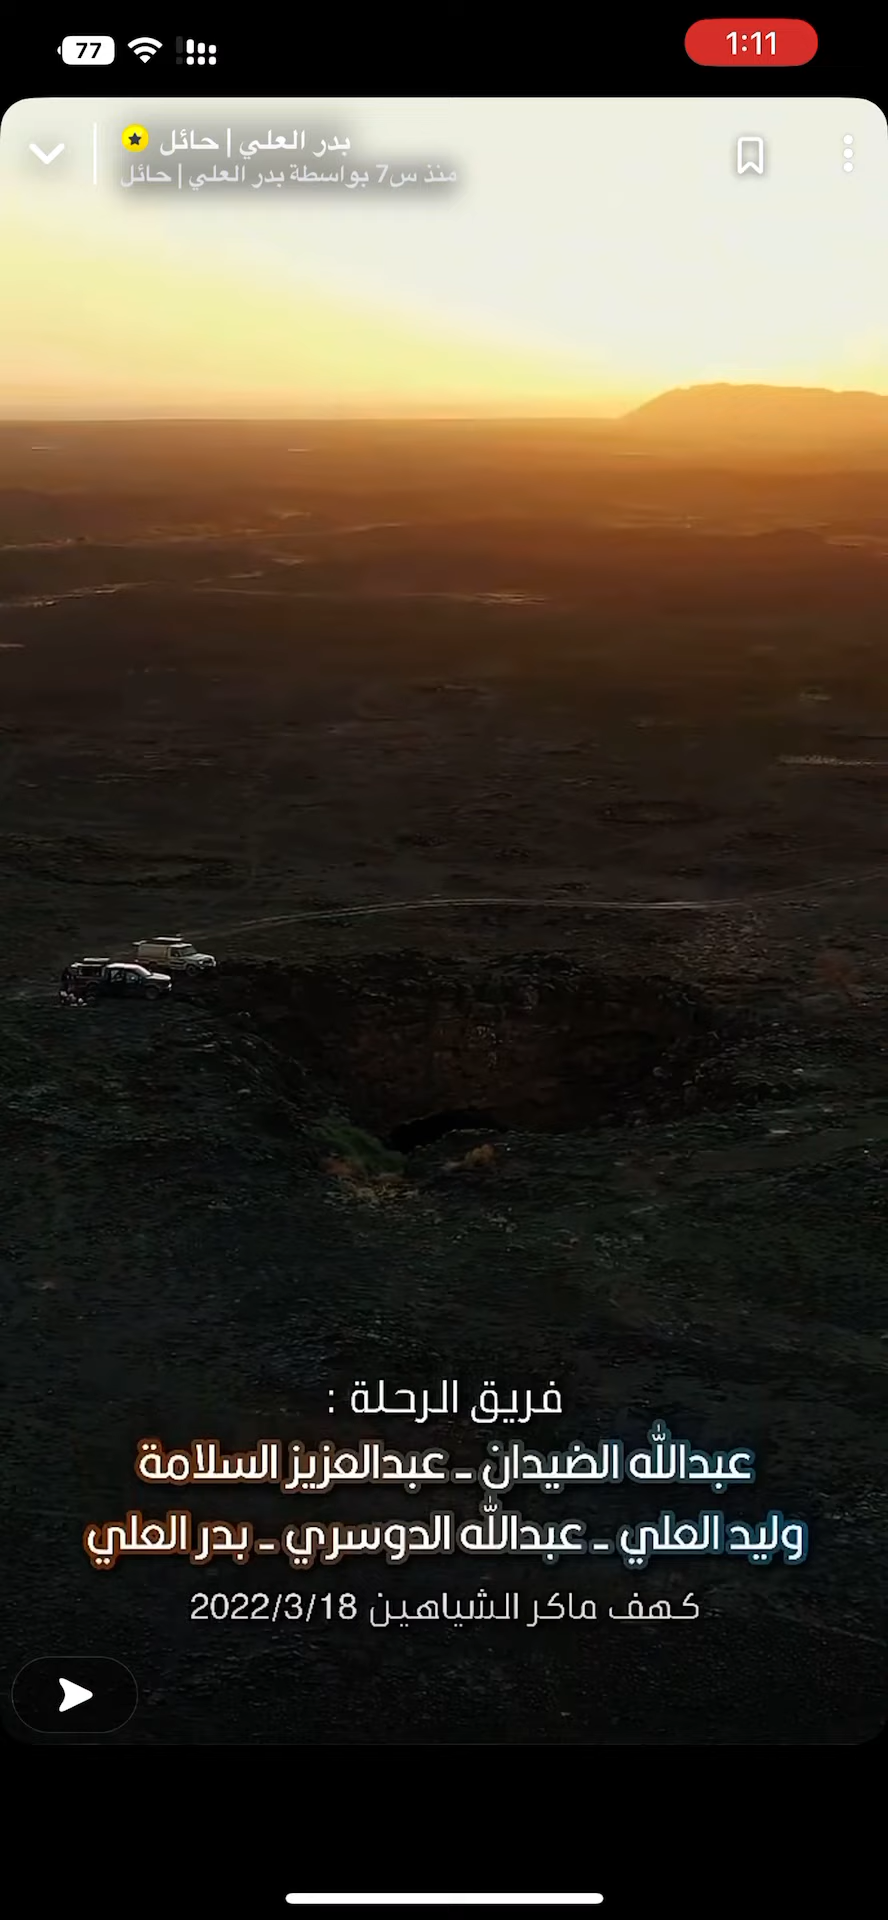 77
1:11
بدر العلي | حائل
منذ 7س بواسطة بدر العلي | حائل
فريق الرحلة :
عبدالله الضيدان - عبدالعزيز السلامة
وليد العلي - عبدالله الدوسري - بدر العلي
كهف ماكر الشياهين 2022/3/18